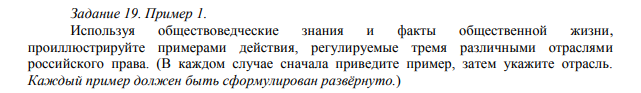 Задание 19. Пример 1.
Используя обществоведческие знания и факты общественной жизни,
проиллюстрируйте примерами действия, регулируемые тремя различными отраслями
российского права. (В каждом случае сначала приведите пример, затем укажите отрасль.
Каждый пример должен быть сформулирован развёрнуто.)